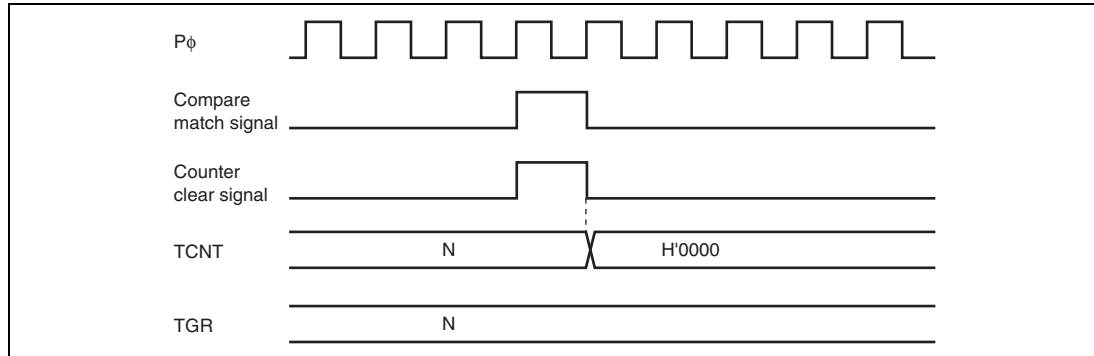 Pφ
Compare
match signal
Counter
clear signal
TCNT N H'0000
TGR N